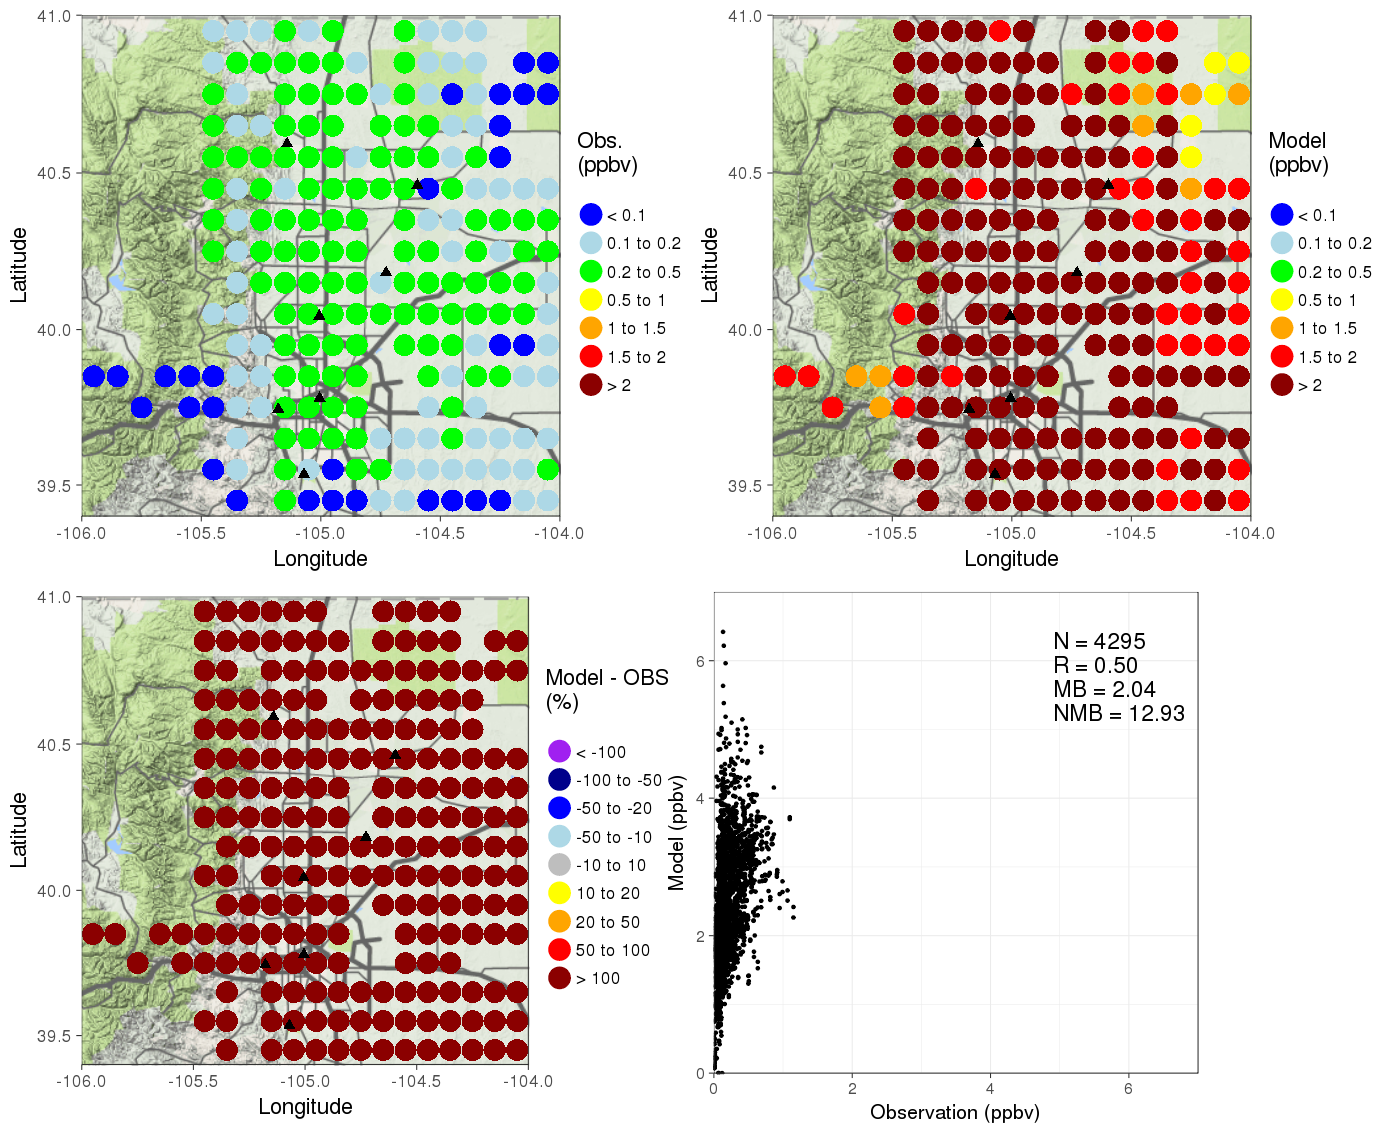 41.0
40.5
40.0
39.5
-106.0
-105.5
-105.0
-104.5
-104.0
Latitude
Longitude
Obs.
(ppbv)
< 0.1
0.1 to 0.2
0.2 to 0.5
0.5 to 1
1 to 1.5
1.5 to 2
> 2
41.0
40.5
40.0
39.5
-106.0
-105.5
-105.0
-104.5
-104.0
Latitude
Longitude
Model
(ppbv)
< 0.1
0.1 to 0.2
0.2 to 0.5
0.5 to 1
1 to 1.5
1.5 to 2
> 2
41.0
40.5
40.0
39.5
-106.0
-105.5
-105.0
-104.5
-104.0
Latitude
Longitude
Model - OBS
(%)
< -100
-100 to -50
-50 to -20
-50 to -10
-10 to 10
10 to 20
20 to 50
50 to 100
> 100
6
4
2
0
0
2
4
6
Model (ppbv)
Observation (ppbv)
N = 4295
R = 0.50
MB = 2.04
NMB = 12.93